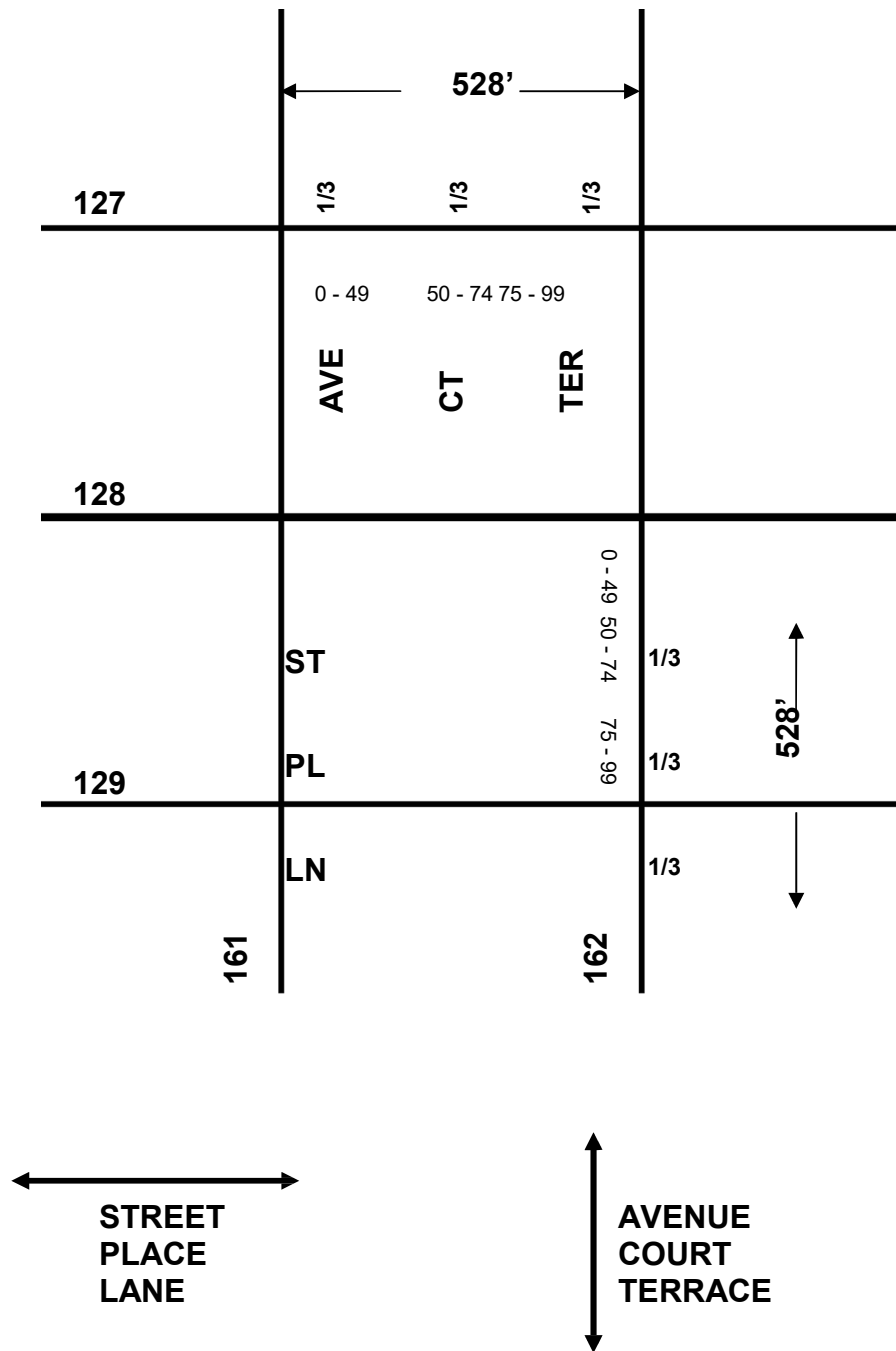 528’
127
1/3
1/3
1/3
0 - 49
50 - 74 75 - 99
AVE
CT
TER
128
0 - 49 50 - 74 75 - 99
ST
1/3
528’
PL
1/3
129
LN
1/3
161
162
STREET
PLACE
LANE
AVENUE
COURT
TERRACE